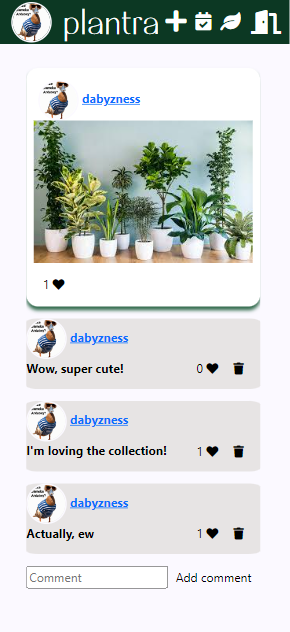 plantra
dabyzness
1
dabyzness
Wow, super cute!
0
dabyzness
I'm loving the collection!
1
dabyzness
Actually, ew
1
Comment
Add comment